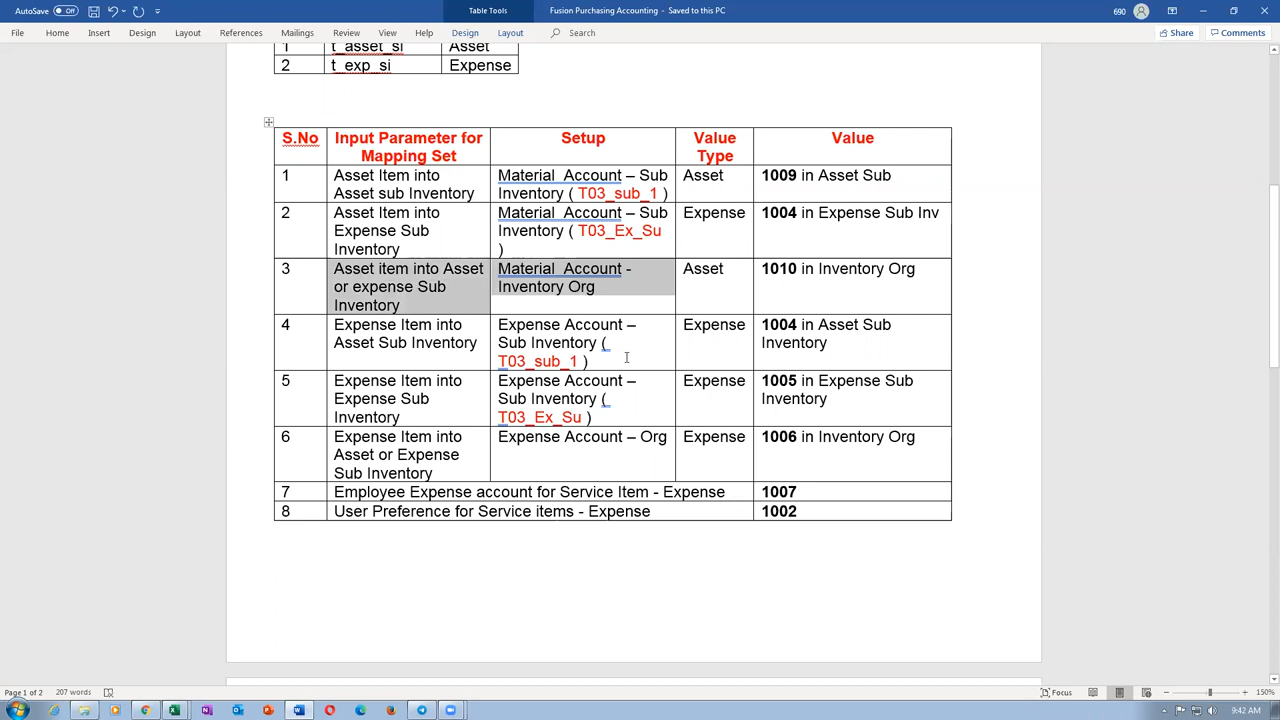 AutoSave Off
Table Tools
Fusion Purchasing Accounting - Saved to this PC
690
File Home Insert Draw Design Layout References Mailings Review View Help Design Layout Search Share Comments
1 t_asset_si Asset
2 t_exp_si Expense
S.No Input Parameter for Setup Value Value
Mapping Set Type
1 Asset Item into Material Account – Sub Asset 1009 in Asset Sub
Asset sub Inventory Inventory ( T03_sub_1 )
2 Asset Item into Material Account – Sub Expense 1004 in Expense Sub Inv
Expense Sub Inventory ( T03_Ex_Su
Inventory )
3 Asset item into Asset Material Account - Asset 1010 in Inventory Org
or expense Sub Inventory Org
Inventory
4 Expense Item into Expense Account – Expense 1004 in Asset Sub
Asset Sub Inventory Sub Inventory ( Inventory
T03_sub_1 )
5 Expense Item into Expense Account – Expense 1005 in Expense Sub
Expense Sub Sub Inventory ( Inventory
Inventory T03_Ex_Su )
6 Expense Item into Expense Account – Org Expense 1006 in Inventory Org
Asset or Expense
Sub Inventory
7 Employee Expense account for Service Item - Expense 1007
8 User Preference for Service items - Expense 1002
Page 1 of 2 207 words Focus 150%
9:42 AM